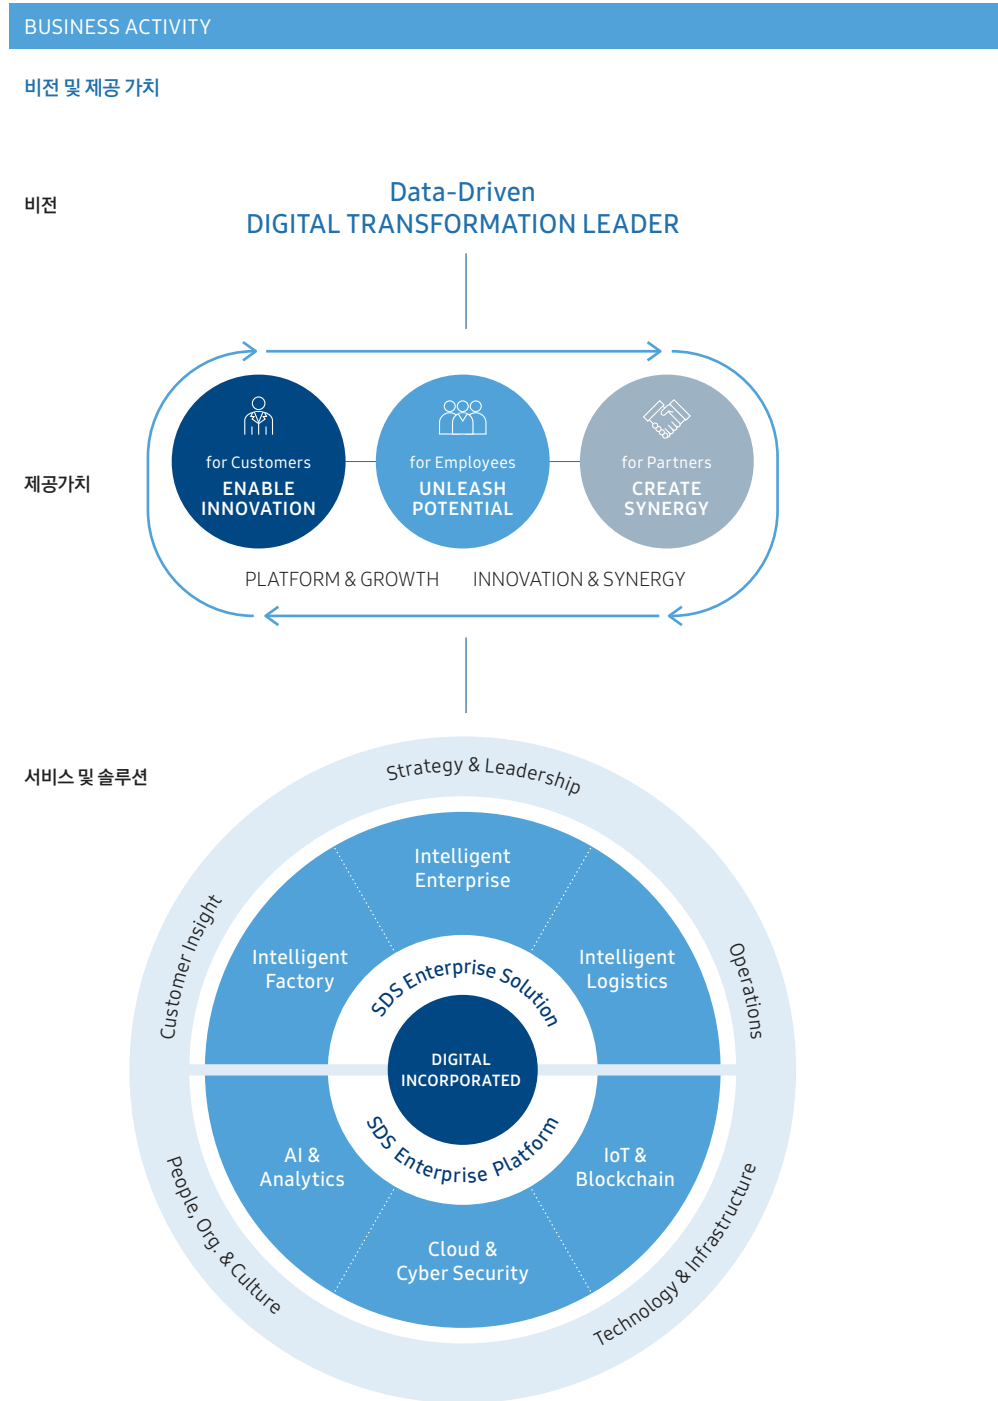 BUSINESS ACTIVITY
비전 및 제공 가치
비전
Data-Driven
DIGITAL TRANSFORMATION LEADER
제공가치
for Customers
ENABLE
INNOVATION
for Employees
UNLEASH
POTENTIAL
for Partners
CREATE
SYNERGY
PLATFORM & GROWTH
INNOVATION & SYNERGY
서비스 및 솔루션
Strategy & Leadership
Customer Insight
Operations
People, Org. & Culture
Technology & Infrastructure
Intelligent
Enterprise
Intelligent
Factory
Intelligent
Logistics
SDS Enterprise Solution
DIGITAL
INCORPORATED
SDS Enterprise Platform
AI &
Analytics
IoT &
Blockchain
Cloud &
Cyber Security